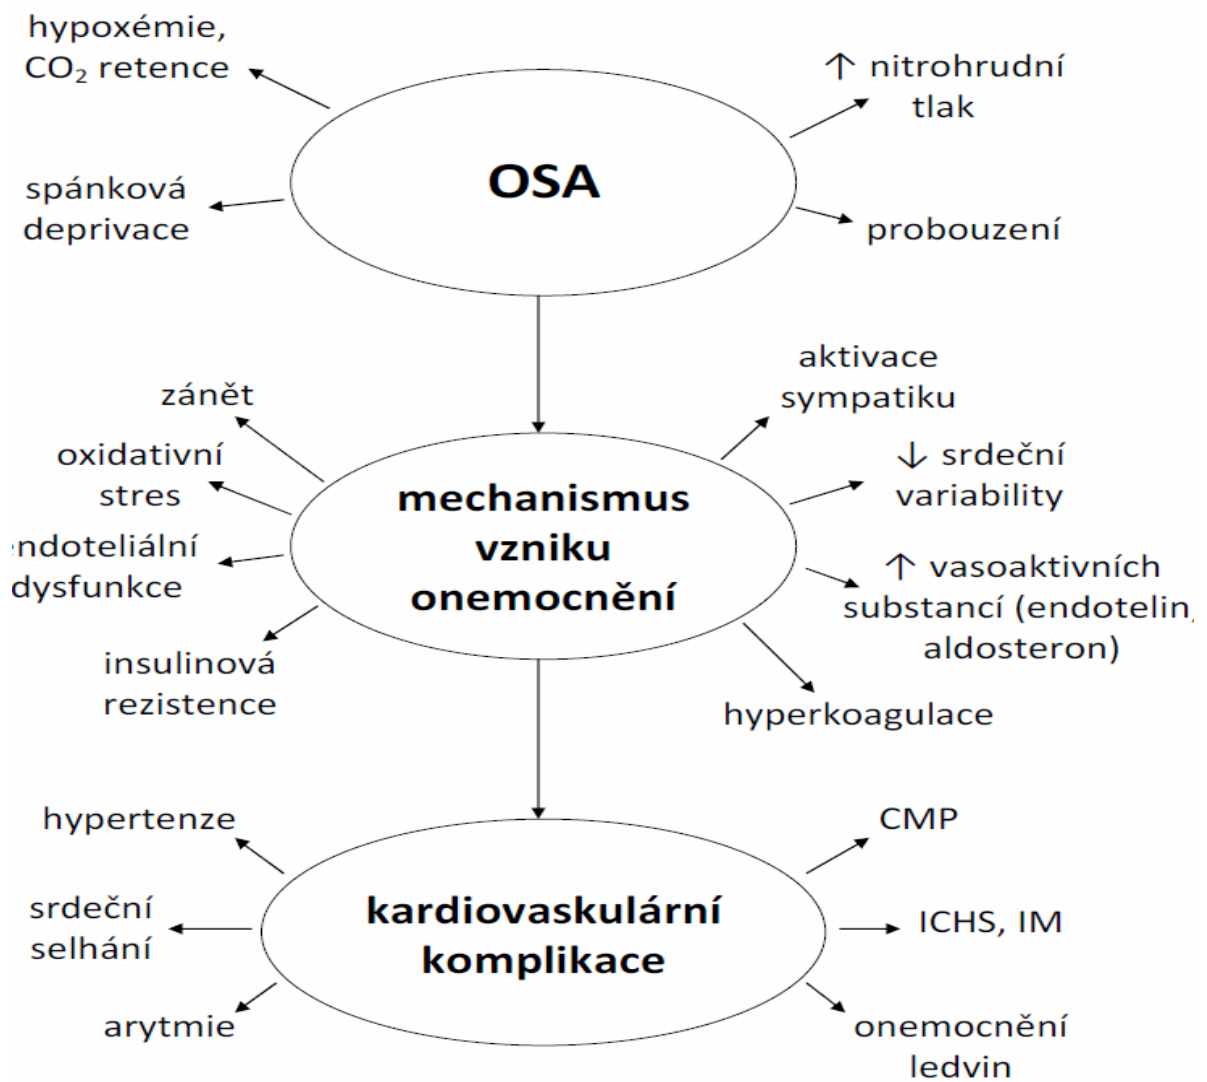 hypoxémie,
CO₂ retence
↑ nitrohrudní
tlak
OSA
spánková
deprivace
probouzení
aktivace
sympatiku
zánět
oxidativní
stres
↓ srdeční
variability
mechanismus
vzniku
onemocnění
ndoteliální
dysfunkce
↑ vasoaktivních
substancí (endotelin,
aldosteron)
insulinová
rezistence
hyperkoagulace
hypertenze
CMP
srdeční
selhání
kardiovaskulární
komplikace
ICHS, IM
arytmie
onemocnění
ledvin